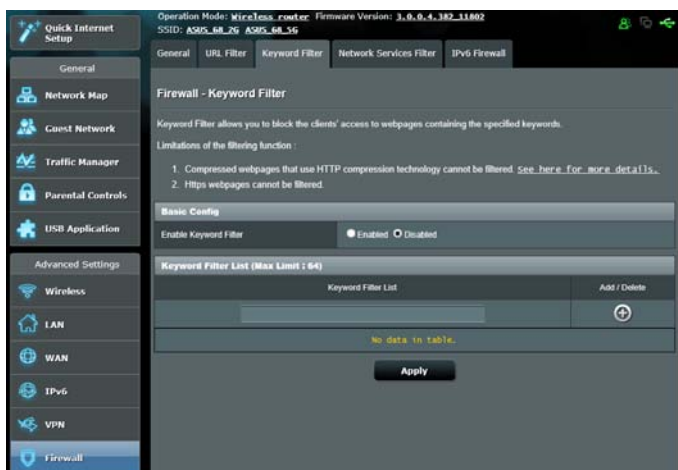 Operation Mode: Wireless router Firmware Version: 3.0.0.4.382_11802
SSID: ASUS_68_2G ASUS_68_5G
Quick Internet
Setup
General
Network Map
Guest Network
Traffic Manager
Parental Controls
USB Application
Advanced Settings
Wireless
LAN
WAN
IPv6
VPN
Firewall
General URL Filter Keyword Filter Network Services Filter IPv6 Firewall
Firewall - Keyword Filter
Keyword Filter allows you to block the clients' access to webpages containing the specified keywords.
Limitations of the filtering function :
1. Compressed webpages that use HTTP compression technology cannot be filtered. See here for more details.
2. Https webpages cannot be filtered.
Basic Config
Enable Keyword Filter Enabled Disabled
Keyword Filter List (Max Limit : 64)
Keyword Filter List Add / Delete
No data in table.
Apply